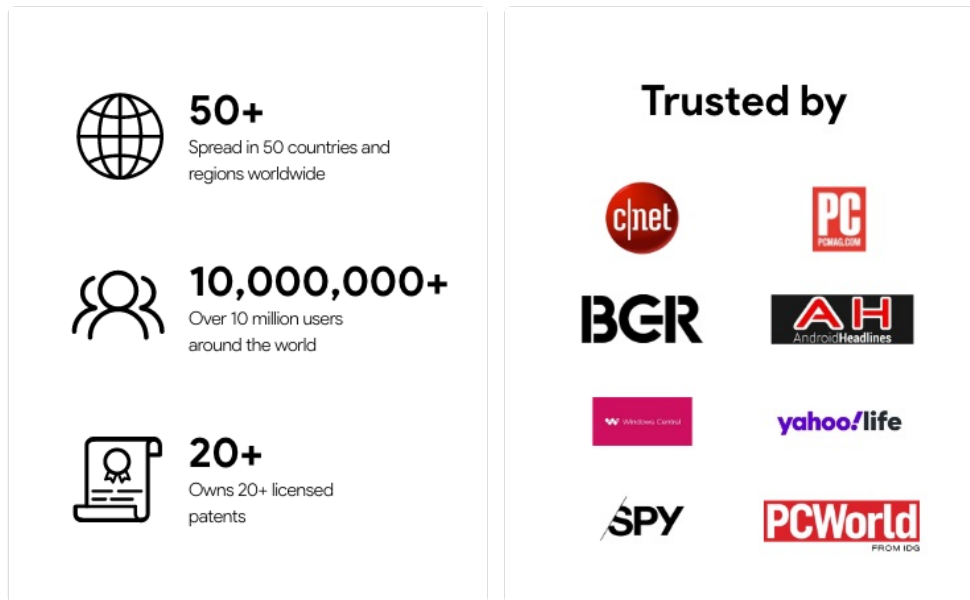 50+
Spread in 50 countries and
regions worldwide
10,000,000+
Over 10 million users
around the world
20+
Owns 20+ licensed
patents
Trusted by
c|net
PC
PCMAG.COM
BGR
AH
AndroidHeadlines
Windows Central
yahoo!life
SPY
PCWorld
FROM IDG